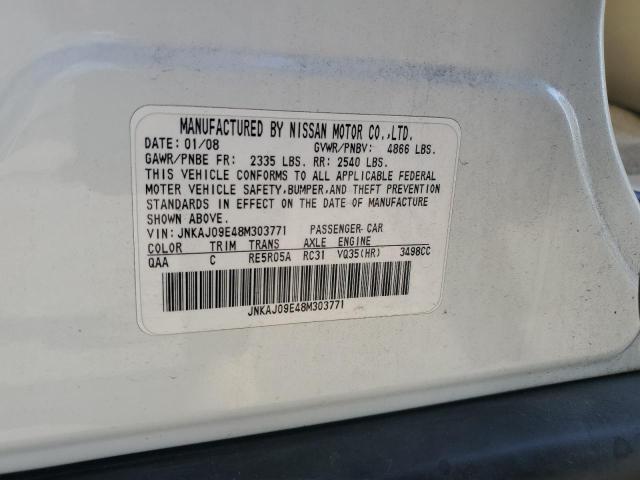 MANUFACTURED BY NISSAN MOTOR CO.,LTD.
DATE: 01/08 GVWR/PNBV: 4866 LBS.
GAWR/PNBE FR: 2335 LBS. RR: 2540 LBS.
THIS VEHICLE CONFORMS TO ALL APPLICABLE FEDERAL
MOTOR VEHICLE SAFETY,BUMPER,AND THEFT PREVENTION
STANDARDS IN EFFECT ON THE DATE OF MANUFACTURE
SHOWN ABOVE.
VIN: JNKAJ09E48M303771 PASSENGER-CAR
COLOR TRIM TRANS AXLE ENGINE
QAA C RE5R05A RC31 VQ35(HR) 3498CC
JNKAJ09E48M303771